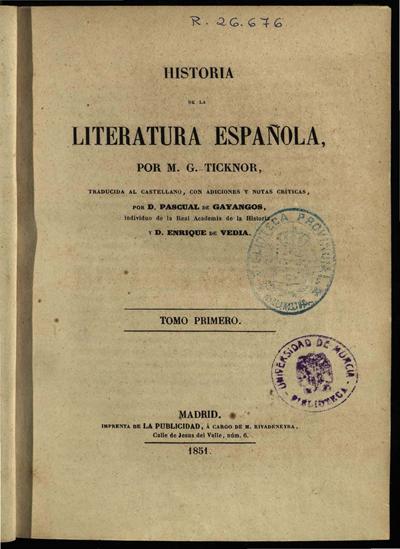 R. 26.676
HISTORIA
DE LA
LITERATURA ESPAÑOLA,
POR M. G. TICKNOR,
TRADUCIDA AL CASTELLANO, CON ADICIONES Y NOTAS CRÍTICAS,
POR D. PASCUAL DE GAYANGOS,
individuo de la Real Academia de la Historia,
Y D. ENRIQUE DE VEDIA.
BIBLIOTECA PROVINCIAL
TOMO PRIMERO.
UNIVERSIDAD DE MURCIA
BIBLIOTECA
MADRID.
IMPRENTA DE LA PUBLICIDAD, Á CARGO DE M. RIVADENEYRA,
Calle de Jesus del Valle, núm. 6.
1851.